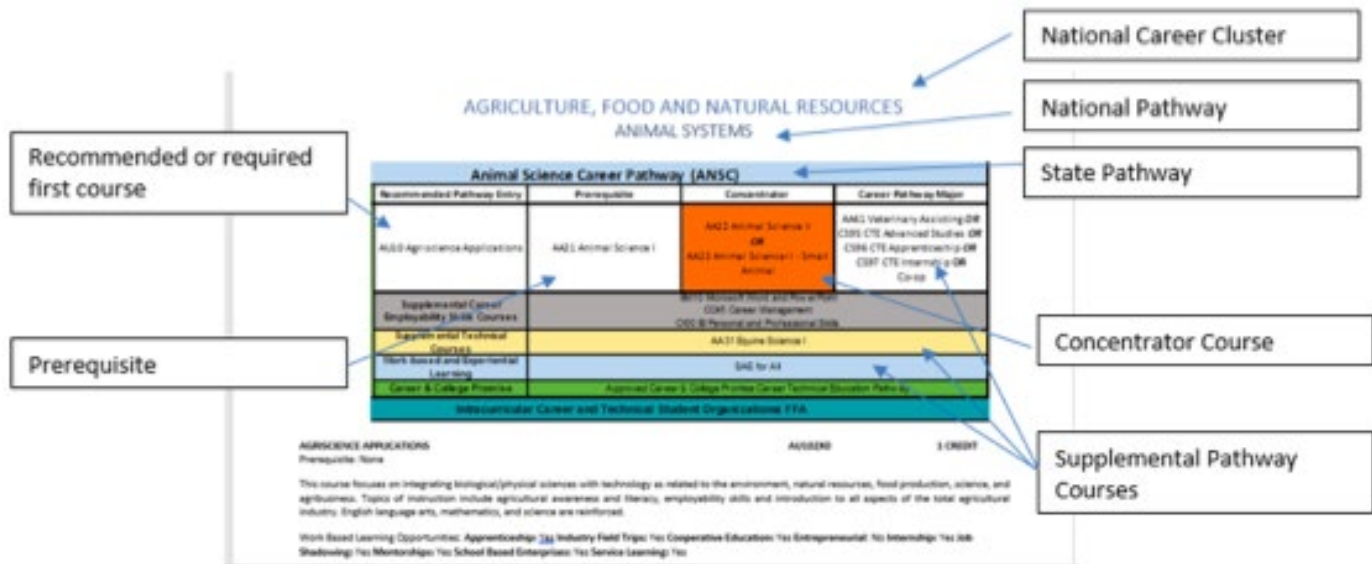 National Career Cluster
AGRICULTURE, FOOD AND NATURAL RESOURCES
National Pathway
ANIMAL SYSTEMS
Recommended or required
first course
State Pathway
Animal Science Career Pathway (ANSC)
Recommended Pathway Entry
Prerequisite
Concentrator
Career Pathway Major
Agriscience Applications
AA21 Animal Science I
AA22 Animal Science II
OR
AA23 Animal Science II - Small
Animal
AA61 Veterinary Assisting OR
CS95 CTE Advanced Studies OR
CS96 CTE Apprenticeship OR
CS97 CTE Internship OR
Co-op
Supplemental Career
Employability Skills Courses
Microsoft Word and PowerPoint
Career Management
Personal and Professional Skills
Supplemental Technical
Courses
AA31 Equine Science I
Work Based and Experiential
Learning
SAE for All
Career & College Promise
Approved Career & College Promise Career Technical Education Pathway
Intracurricular Career and Technical Student Organizations: FFA
Prerequisite
Concentrator Course
Supplemental Pathway
Courses
AGRISCIENCE APPLICATIONS
1 CREDIT
Prerequisite: None
This course focuses on integrating biological/physical sciences with technology as related to the environment, natural resources, food production, science, and
agribusiness. Topics of instruction include agricultural awareness and literacy, employability skills and introduction to all aspects of the total agricultural
industry. English language arts, mathematics, and science are reinforced.
Work Based Learning Opportunities: Apprenticeship: Yes Industry Field Trips: Yes Cooperative Education: Yes Entrepreneurial: No Internship: Yes Job
Shadowing: Yes Mentorships: Yes School Based Enterprises: Yes Service Learning: Yes